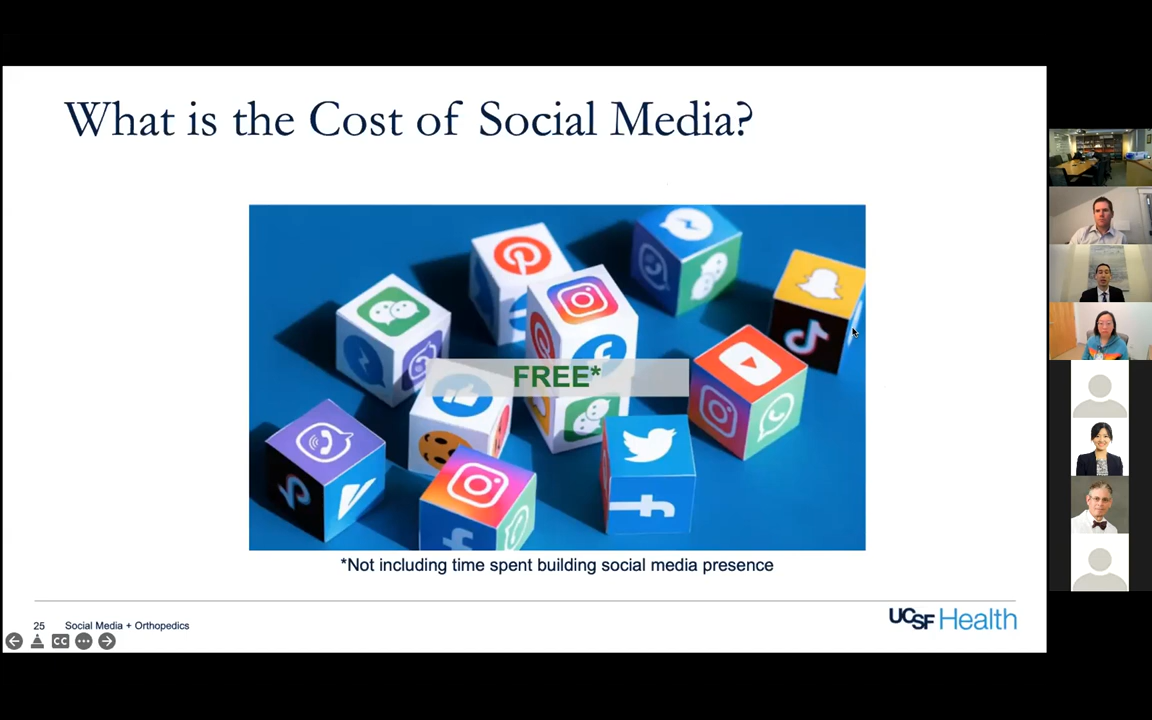 What is the Cost of Social Media?
FREE*
*Not including time spent building social media presence
25 Social Media + Orthopedics
UCSF Health
CC